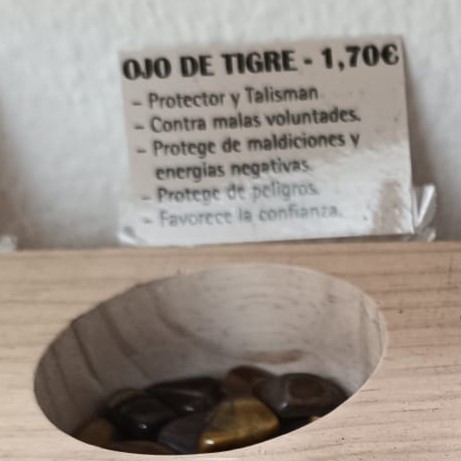 OJO DE TIGRE - 1,70€
- Protector y Talisman
- Contra malas voluntades.
- Protege de maldiciones y
energias negativas.
- Protege de peligros.
- Favorece la confianza.